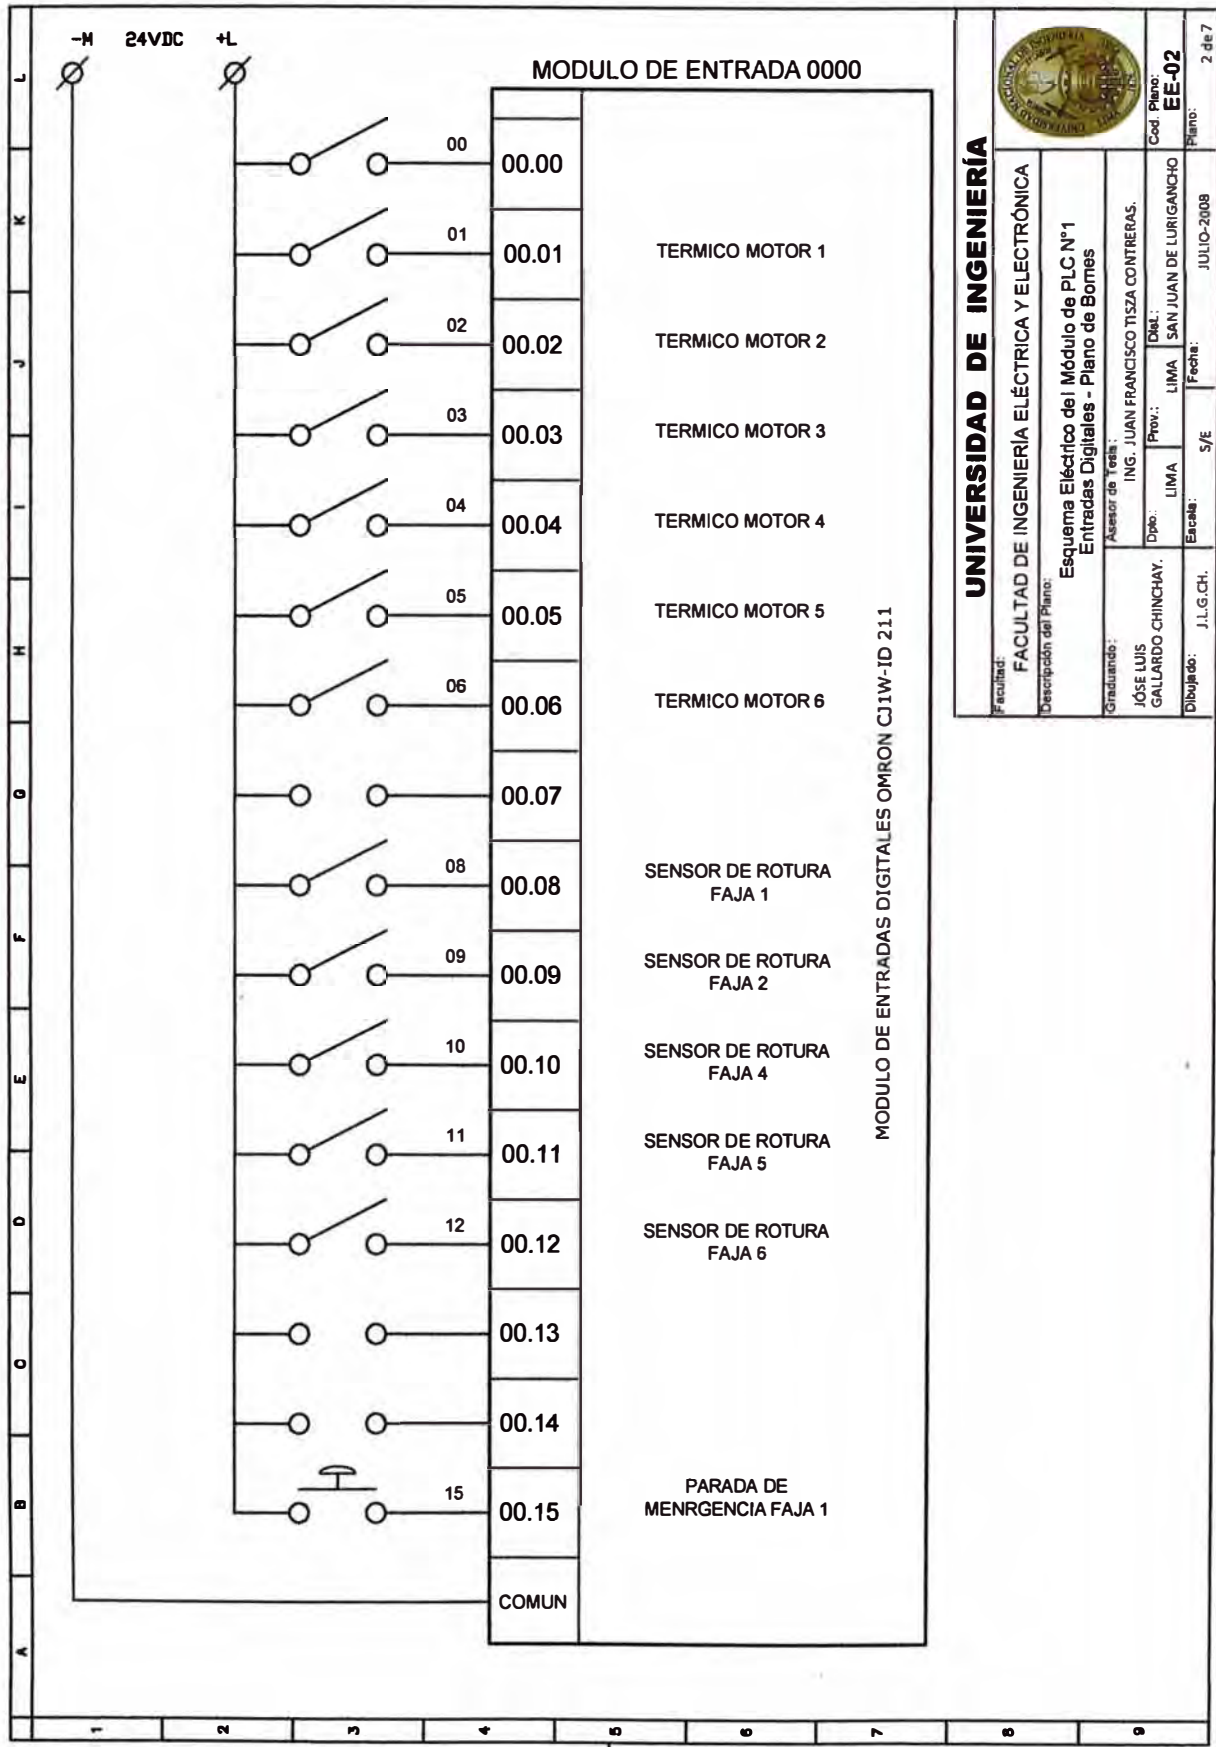 -M 24VDC +L
MODULO DE ENTRADA 0000
00 00.00
01 00.01 TERMICO MOTOR 1
02 00.02 TERMICO MOTOR 2
03 00.03 TERMICO MOTOR 3
04 00.04 TERMICO MOTOR 4
05 00.05 TERMICO MOTOR 5
06 00.06 TERMICO MOTOR 6
00.07
08 00.08 SENSOR DE ROTURA
FAJA 1
09 00.09 SENSOR DE ROTURA
FAJA 2
10 00.10 SENSOR DE ROTURA
FAJA 4
11 00.11 SENSOR DE ROTURA
FAJA 5
12 00.12 SENSOR DE ROTURA
FAJA 6
00.13
00.14
15 00.15 PARADA DE
MENRGENCIA FAJA 1
COMUN
MODULO DE ENTRADAS DIGITALES OMRON CJ1W-ID 211
UNIVERSIDAD DE INGENIERÍA
Facultad:
FACULTAD DE INGENIERÍA ELÉCTRICA Y ELECTRÓNICA
Descripción del Plano:
Esquema Eléctrico del Módulo de PLC N°1
Entradas Digitales - Plano de Bornes
Graduando:
JÓSE LUIS
GALLARDO CHINCHAY.
Asesor de Tesis:
ING. JUAN FRANCISCO TISZA CONTRERAS.
Dpto.: LIMA
Prov.: LIMA
Dist.: SAN JUAN DE LURIGANCHO
Cod. Plano:
EE-02
Dibujado: J.L.G.CH.
Escala: S/E
Fecha: JULIO-2008
Plano: 2 de 7
L
K
J
I
H
G
F
E
D
C
B
A
1 2 3 4 5 6 7 8 9